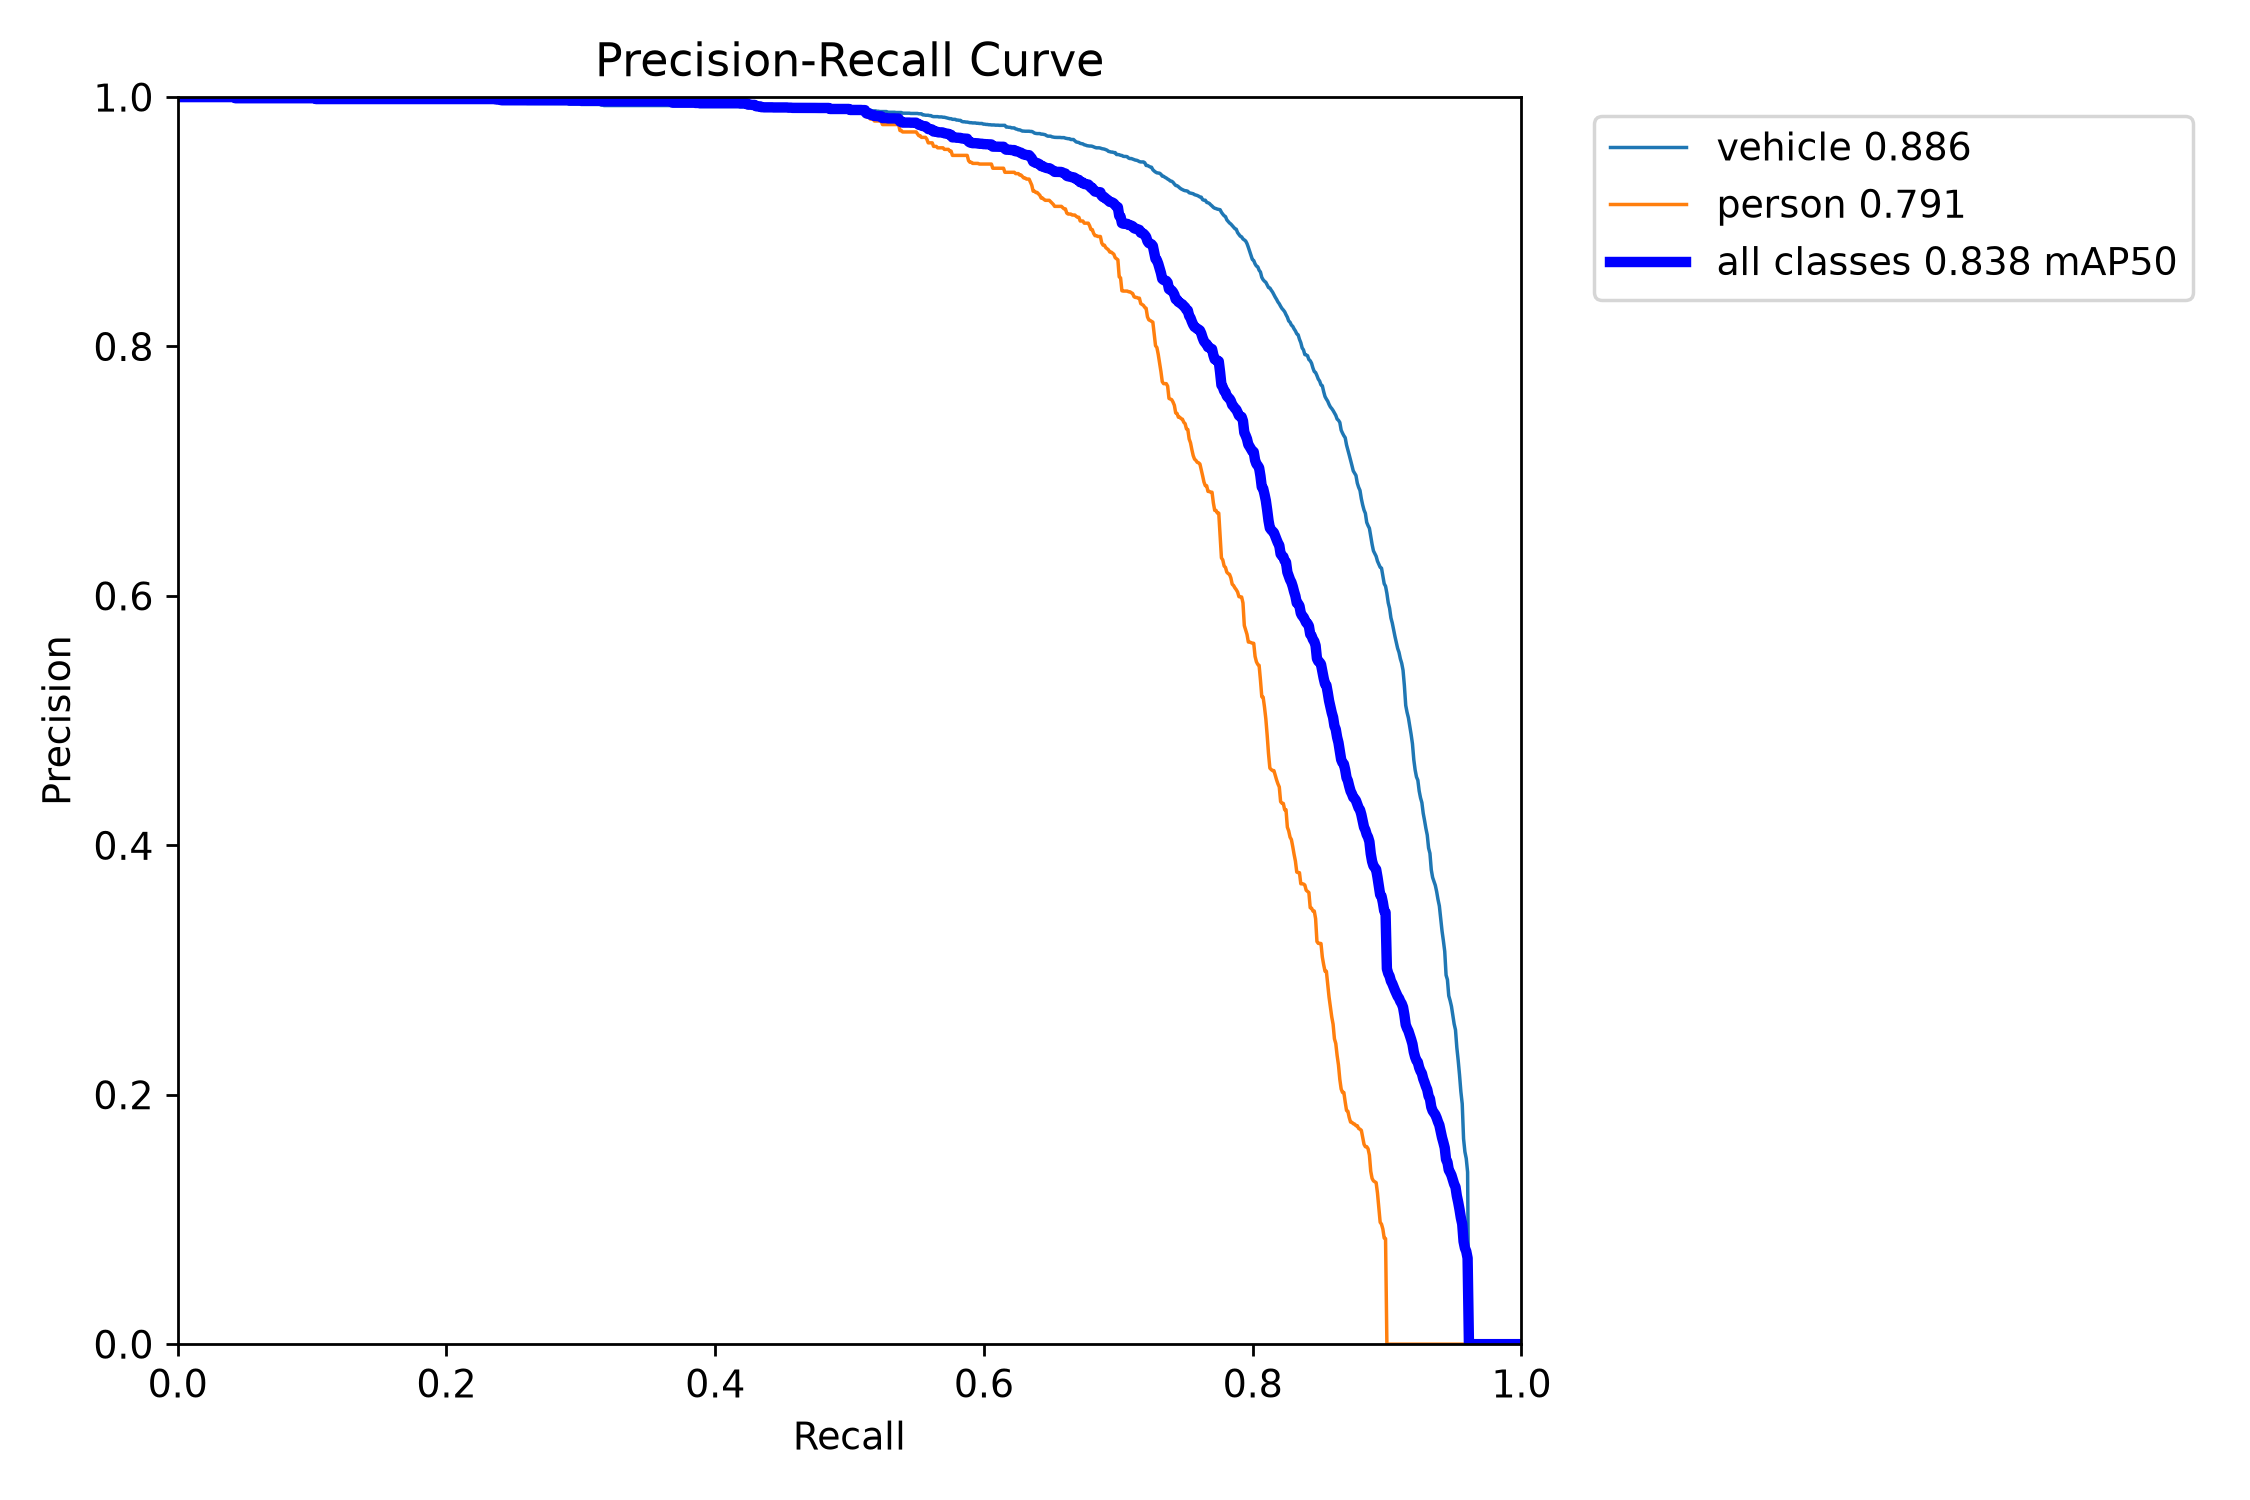 Precision-Recall Curve
1.0
0.8
0.6
0.4
0.2
0.0
Precision
0.0 0.2 0.4 0.6 0.8 1.0
Recall
vehicle 0.886
person 0.791
all classes 0.838 mAP50